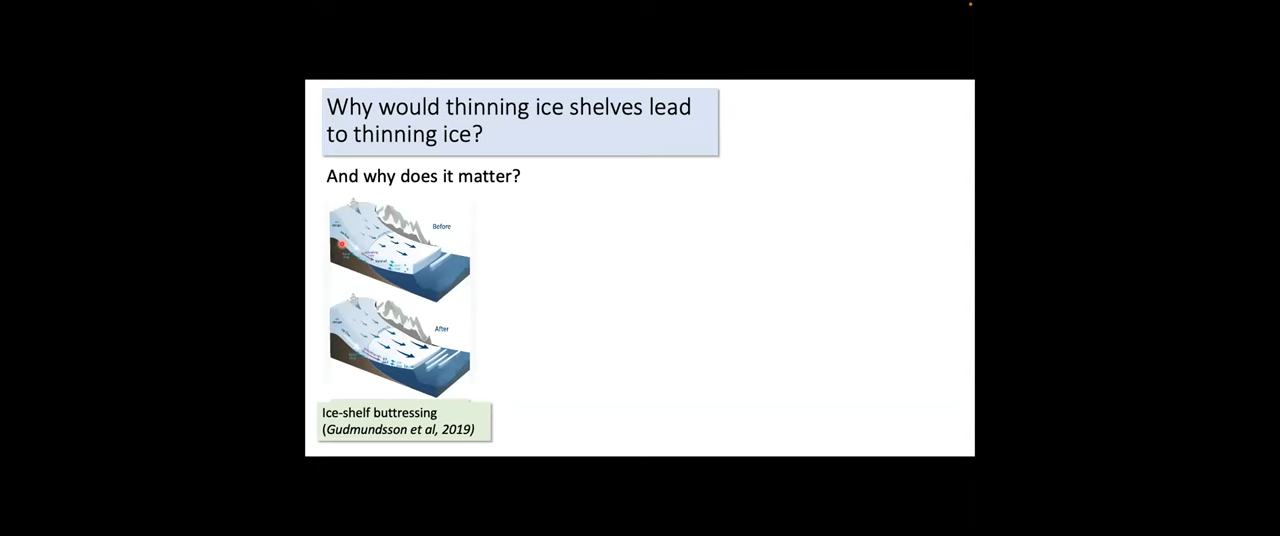 Why would thinning ice shelves lead
to thinning ice?
And why does it matter?
Before
After
Ice-shelf buttressing
(Gudmundsson et al, 2019)